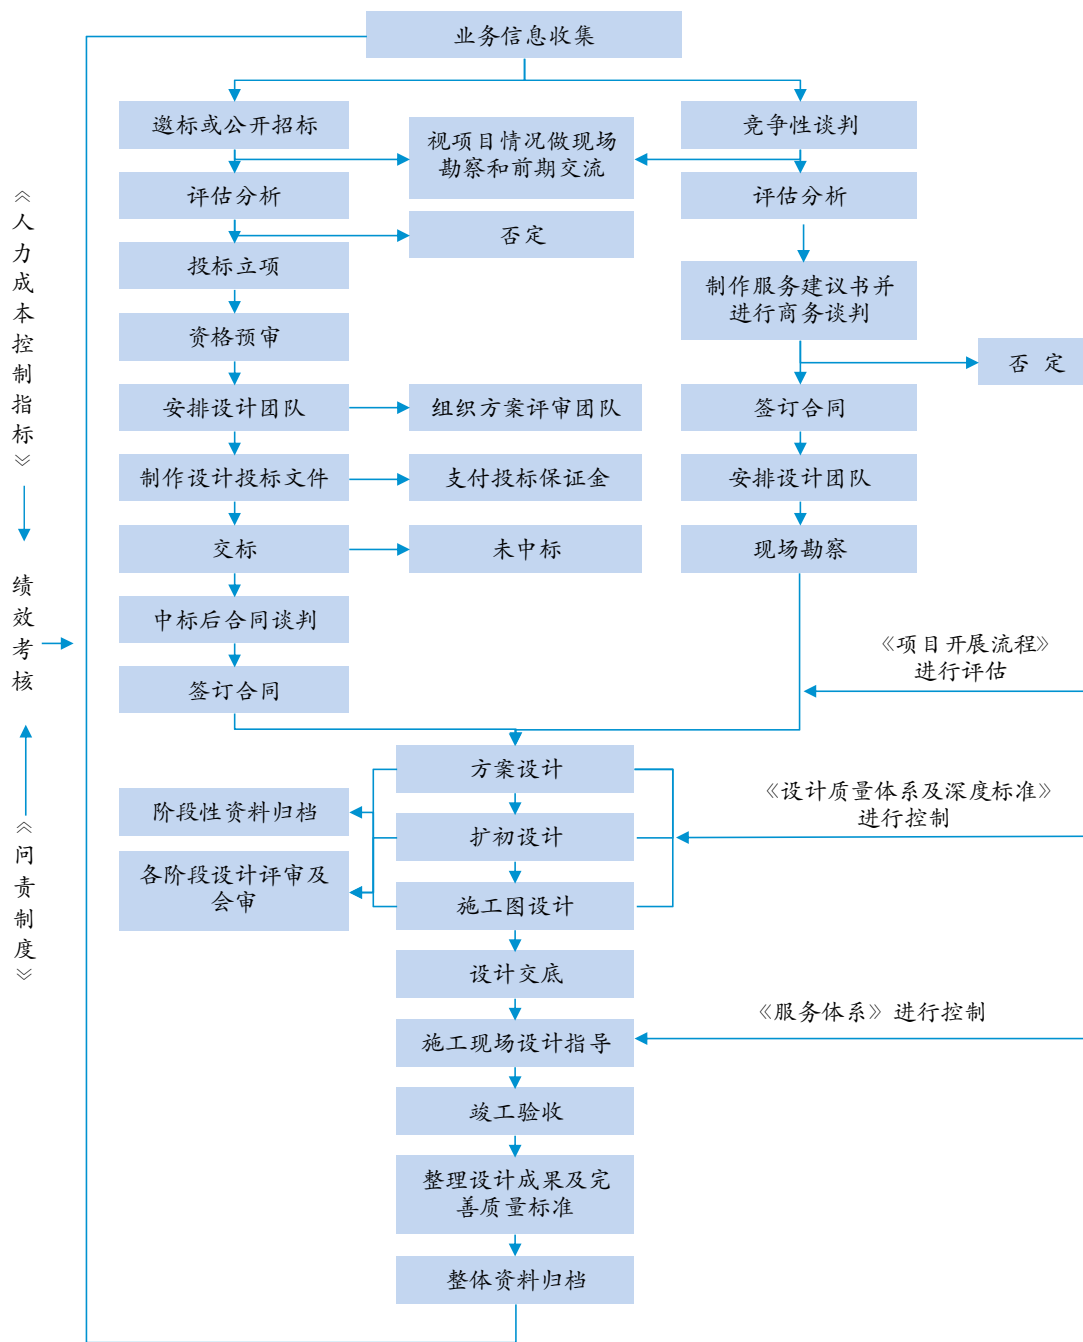 业务信息收集
邀标或公开招标
竞争性谈判
视项目情况做现场
勘察和前期交流
评估分析
评估分析
否定
投标立项
制作服务建议书并
进行商务谈判
资格预审
否 定
安排设计团队
组织方案评审团队
签订合同
制作设计投标文件
支付投标保证金
安排设计团队
交标
未中标
现场勘察
中标后合同谈判
签订合同
《人力成本控制指标》
绩效考核
《问责制度》
《项目开展流程》
进行评估
方案设计
阶段性资料归档
《设计质量体系及深度标准》
进行控制
扩初设计
各阶段设计评审及
会审
施工图设计
设计交底
《服务体系》进行控制
施工现场设计指导
竣工验收
整理设计成果及完
善质量标准
整体资料归档